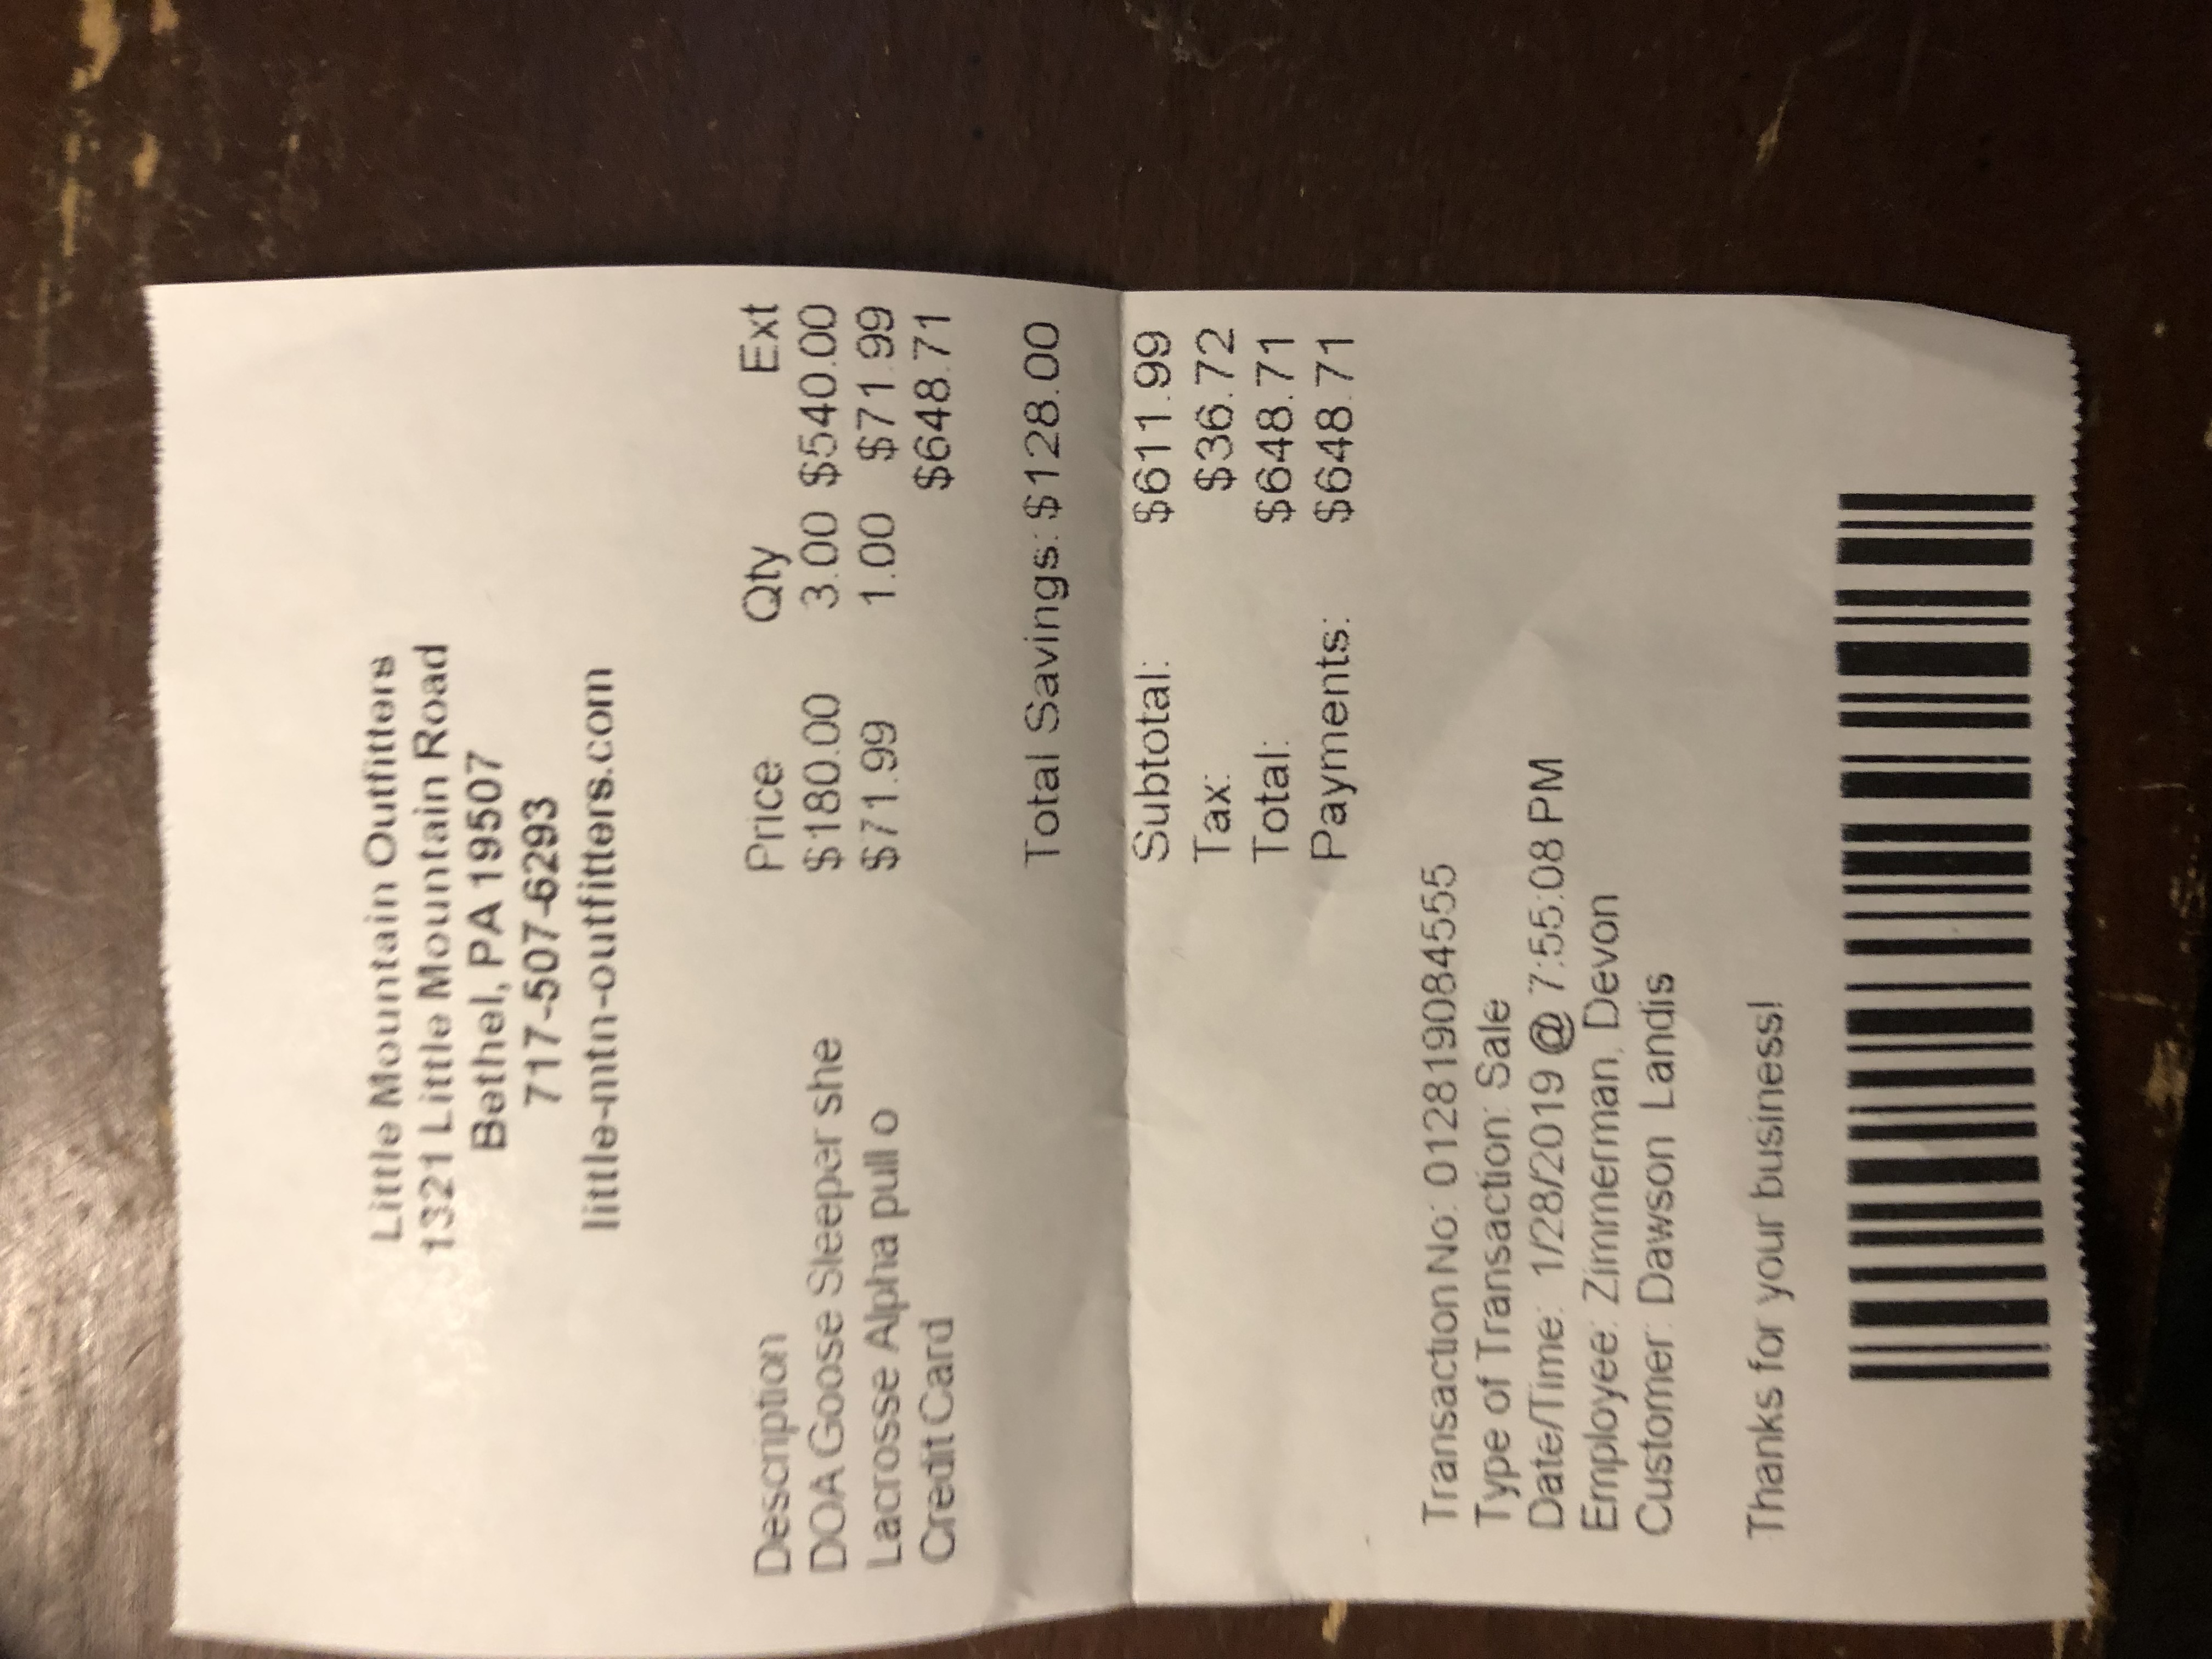 Little Mountain Outfitters
1321 Little Mountain Road
Bethel, PA 19507
717-507-6293
little-mtn-outfitters.com
Description Price Qty Ext
DOA Goose Sleeper she $180.00 3.00 $540.00
Lacrosse Alpha pull o $71.99 1.00 $71.99
Credit Card $648.71
Total Savings: $128.00
Subtotal: $611.99
Tax: $36.72
Total: $648.71
Payments: $648.71
Transaction No: 01281919084555
Type of Transaction: Sale
Date/Time: 1/28/2019 @ 7:55:08 PM
Employee: Zimmerman, Devon
Customer: Dawson Landis
Thanks for your business!